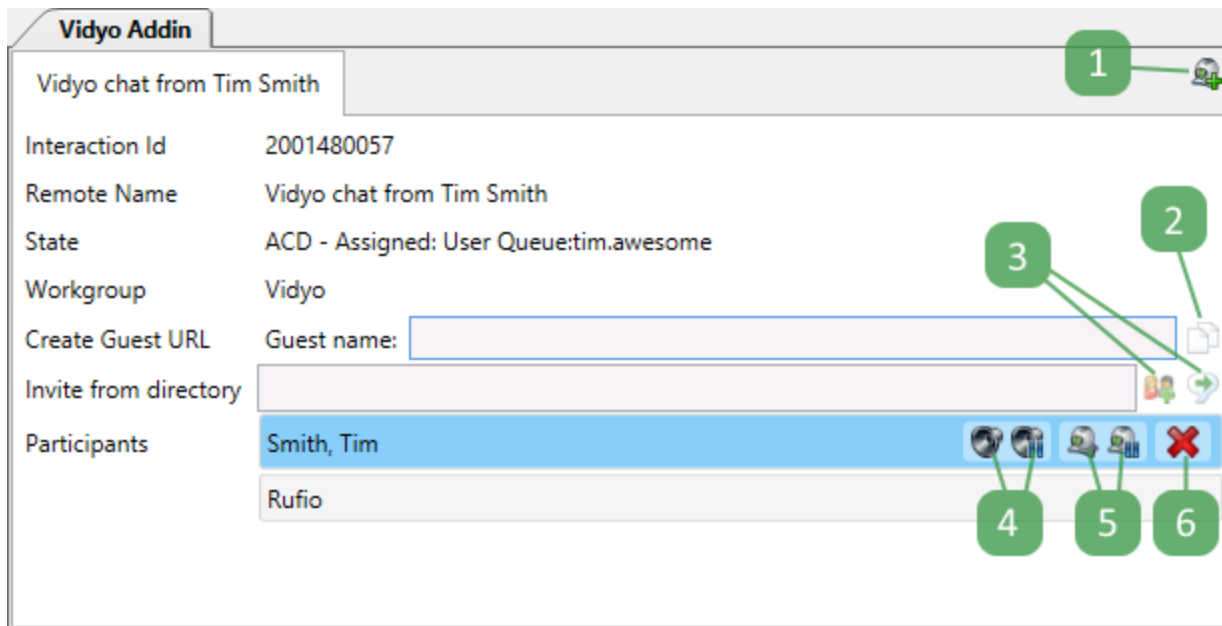 Vidyo Addin
1
Vidyo chat from Tim Smith
Interaction Id 2001480057
Remote Name Vidyo chat from Tim Smith
2
State ACD - Assigned: User Queue:tim.awesome
3
Workgroup Vidyo
Create Guest URL Guest name:
Invite from directory
Participants Smith, Tim
Rufio
4 5 6